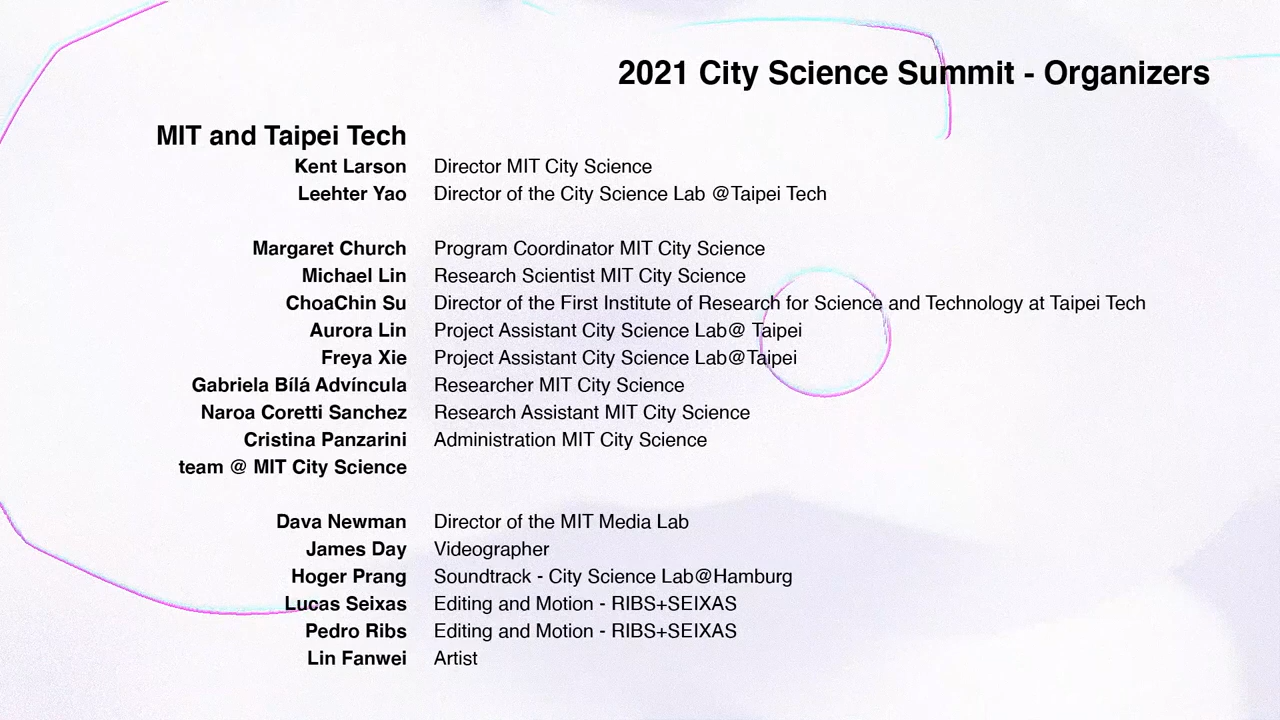 2021 City Science Summit - Organizers
MIT and Taipei Tech
Kent Larson Director MIT City Science
Leehter Yao Director of the City Science Lab @Taipei Tech
Margaret Church Program Coordinator MIT City Science
Michael Lin Research Scientist MIT City Science
ChoaChin Su Director of the First Institute of Research for Science and Technology at Taipei Tech
Aurora Lin Project Assistant City Science Lab@ Taipei
Freya Xie Project Assistant City Science Lab@Taipei
Gabriela Bílá Advíncula Researcher MIT City Science
Naroa Coretti Sanchez Research Assistant MIT City Science
Cristina Panzarini Administration MIT City Science
team @ MIT City Science
Dava Newman Director of the MIT Media Lab
James Day Videographer
Hoger Prang Soundtrack - City Science Lab@Hamburg
Lucas Seixas Editing and Motion - RIBS+SEIXAS
Pedro Ribs Editing and Motion - RIBS+SEIXAS
Lin Fanwei Artist